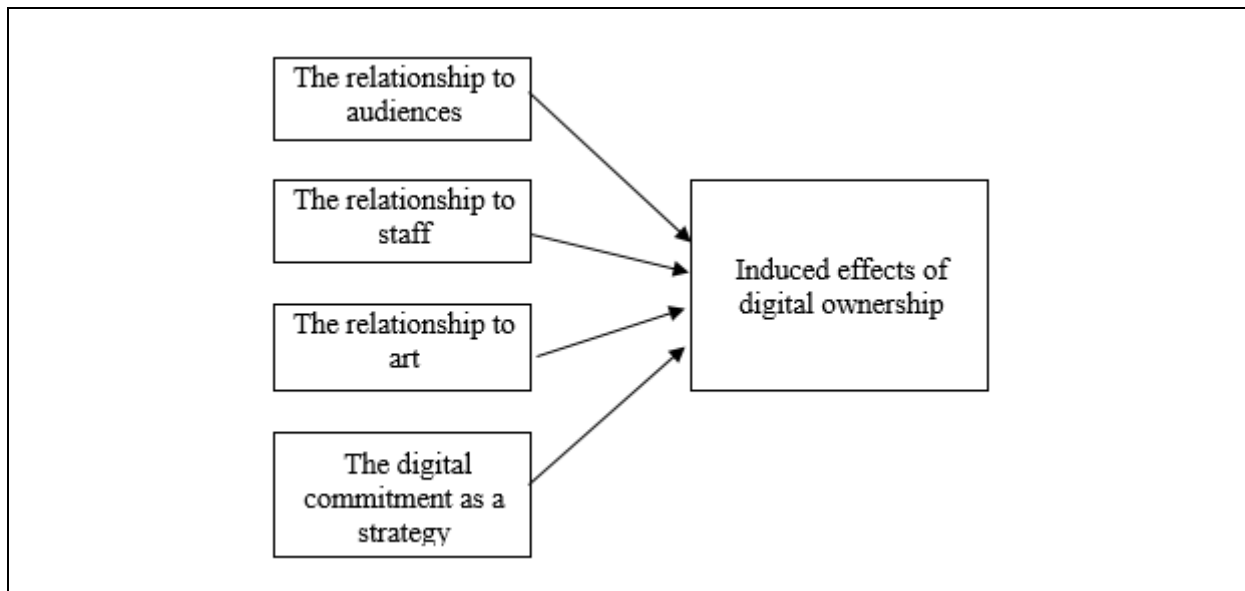 The relationship to
audiences
The relationship to
staff
The relationship to
art
The digital
commitment as a
strategy
Induced effects of
digital ownership